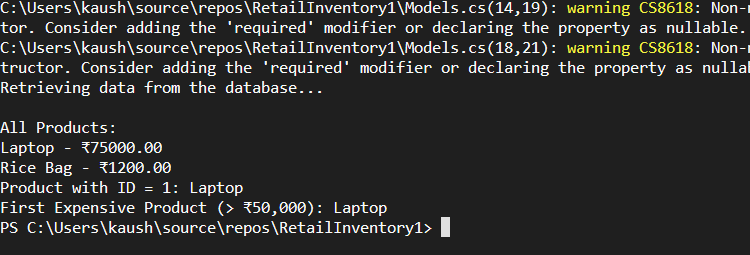 C:\Users\kaush\source\repos\RetailInventory1\Models.cs(14,19): warning CS8618: Non-
tor. Consider adding the 'required' modifier or declaring the property as nullable.
C:\Users\kaush\source\repos\RetailInventory1\Models.cs(18,21): warning CS8618: Non-
tructor. Consider adding the 'required' modifier or declaring the property as nulla
Retrieving data from the database...
All Products:
Laptop - ₹75000.00
Rice Bag - ₹1200.00
Product with ID = 1: Laptop
First Expensive Product (> ₹50,000): Laptop
PS C:\Users\kaush\source\repos\RetailInventory1>